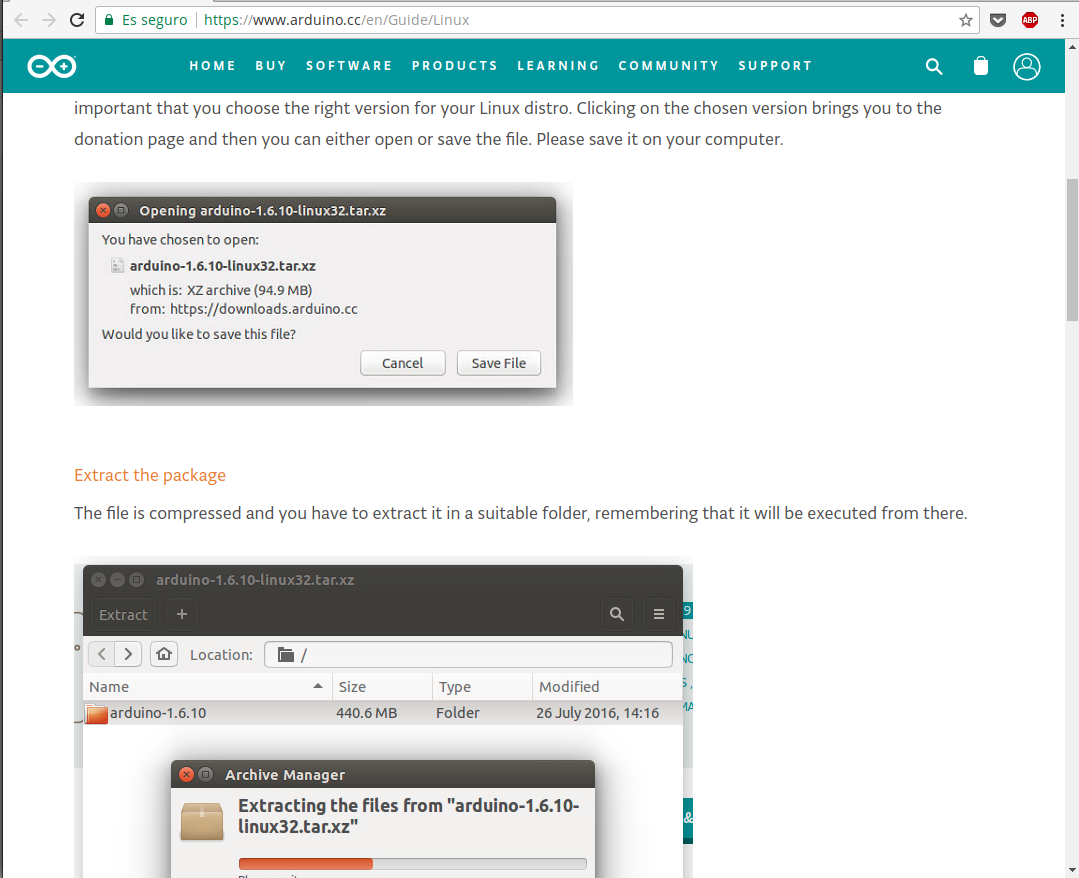 Es seguro https://www.arduino.cc/en/Guide/Linux ABP
HOME BUY SOFTWARE PRODUCTS LEARNING COMMUNITY SUPPORT
important that you choose the right version for your Linux distro. Clicking on the chosen version brings you to the
donation page and then you can either open or save the file. Please save it on your computer.
Opening arduino-1.6.10-linux32.tar.xz
You have chosen to open:
arduino-1.6.10-linux32.tar.xz
which is: XZ archive (94.9 MB)
from: https://downloads.arduino.cc
Would you like to save this file?
Cancel Save File
Extract the package
The file is compressed and you have to extract it in a suitable folder, remembering that it will be executed from there.
arduino-1.6.10-linux32.tar.xz
Extract +
Location: /
Name Size Type Modified
arduino-1.6.10 440.6 MB Folder 26 July 2016, 14:16
Archive Manager
Extracting the files from "arduino-1.6.10-
linux32.tar.xz"